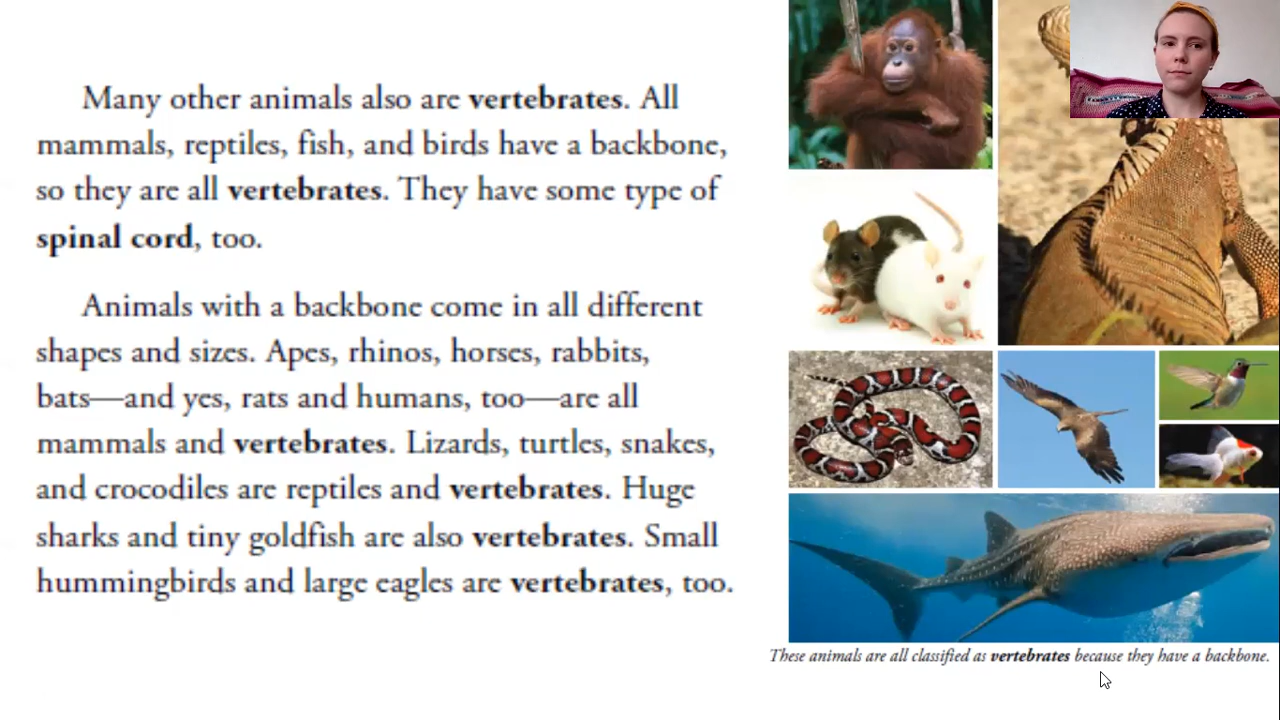 Many other animals also are vertebrates. All
mammals, reptiles, fish, and birds have a backbone,
so they are all vertebrates. They have some type of
spinal cord, too.
Animals with a backbone come in all different
shapes and sizes. Apes, rhinos, horses, rabbits,
bats—and yes, rats and humans, too—are all
mammals and vertebrates. Lizards, turtles, snakes,
and crocodiles are reptiles and vertebrates. Huge
sharks and tiny goldfish are also vertebrates. Small
hummingbirds and large eagles are vertebrates, too.
These animals are all classified as vertebrates because they have a backbone.